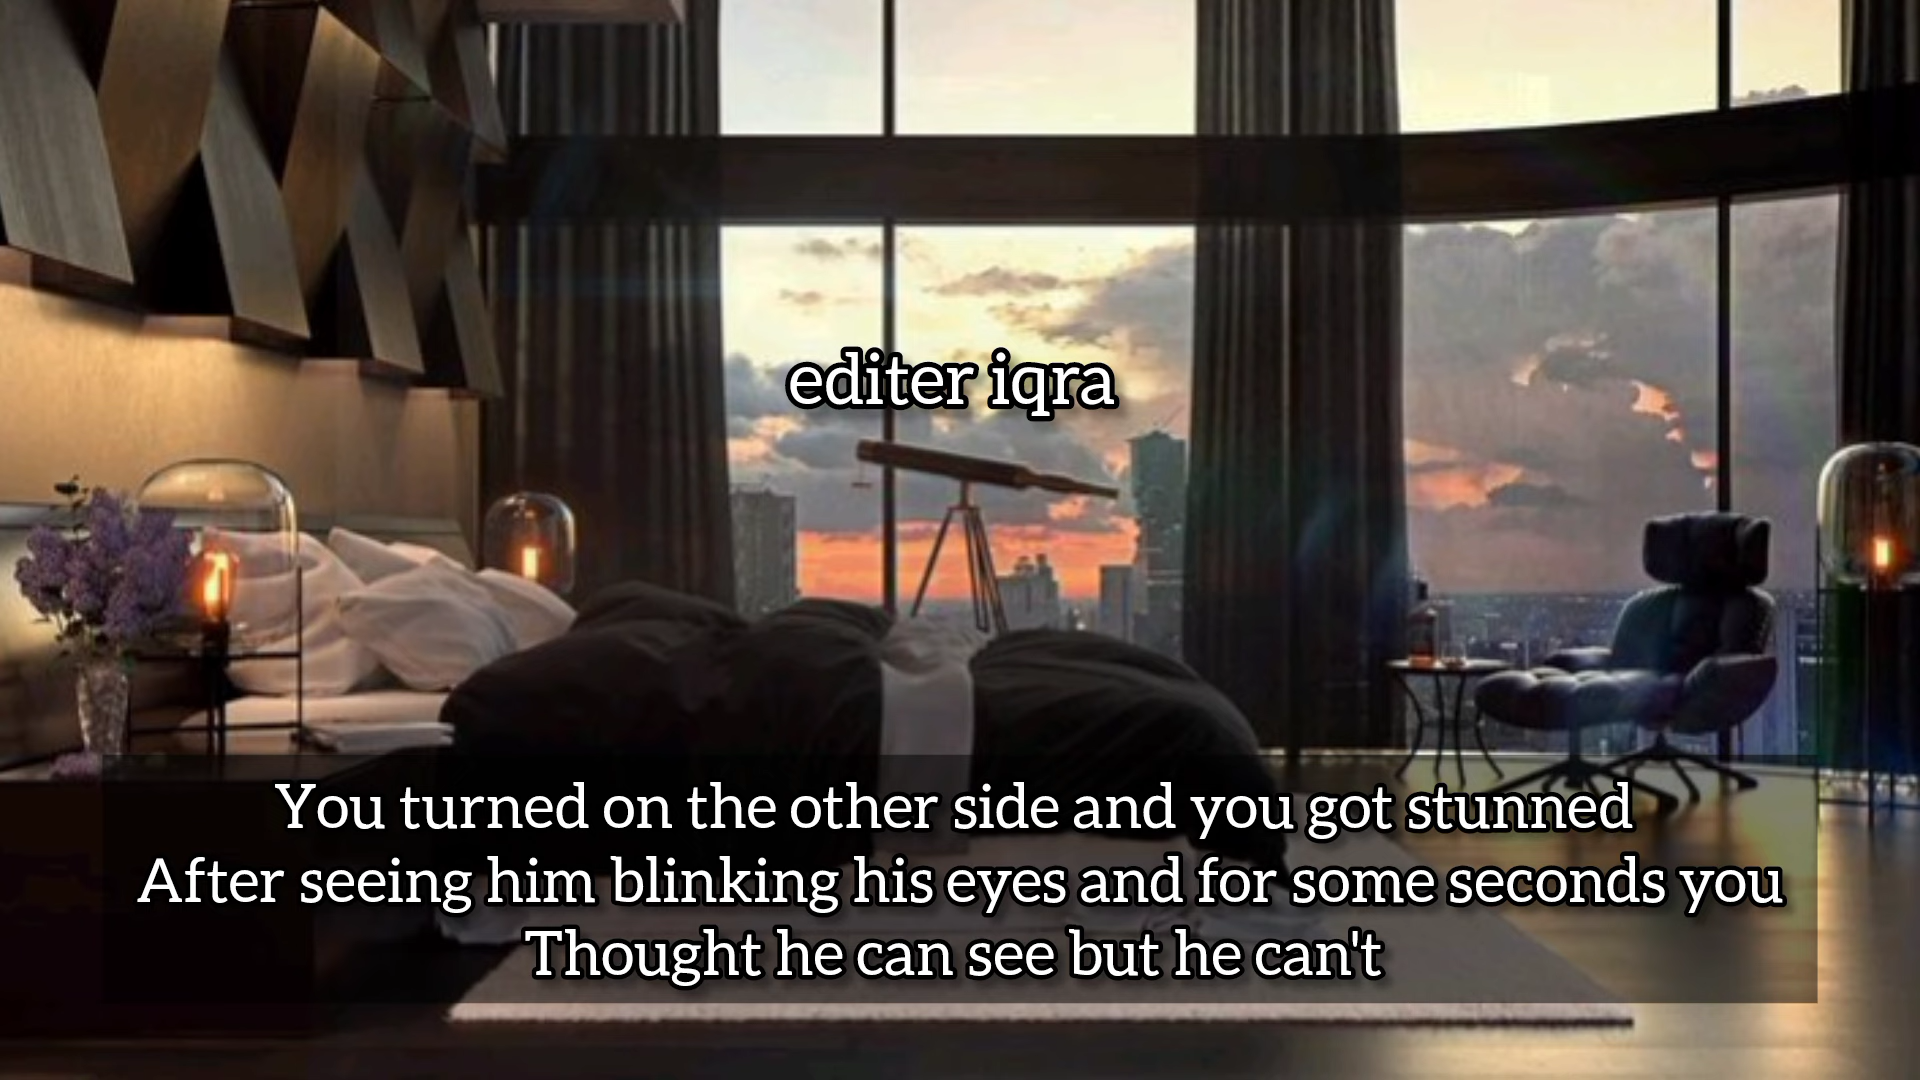 editer iqra
You turned on the other side and you got stunned
After seeing him blinking his eyes and for some seconds you
Thought he can see but he can't